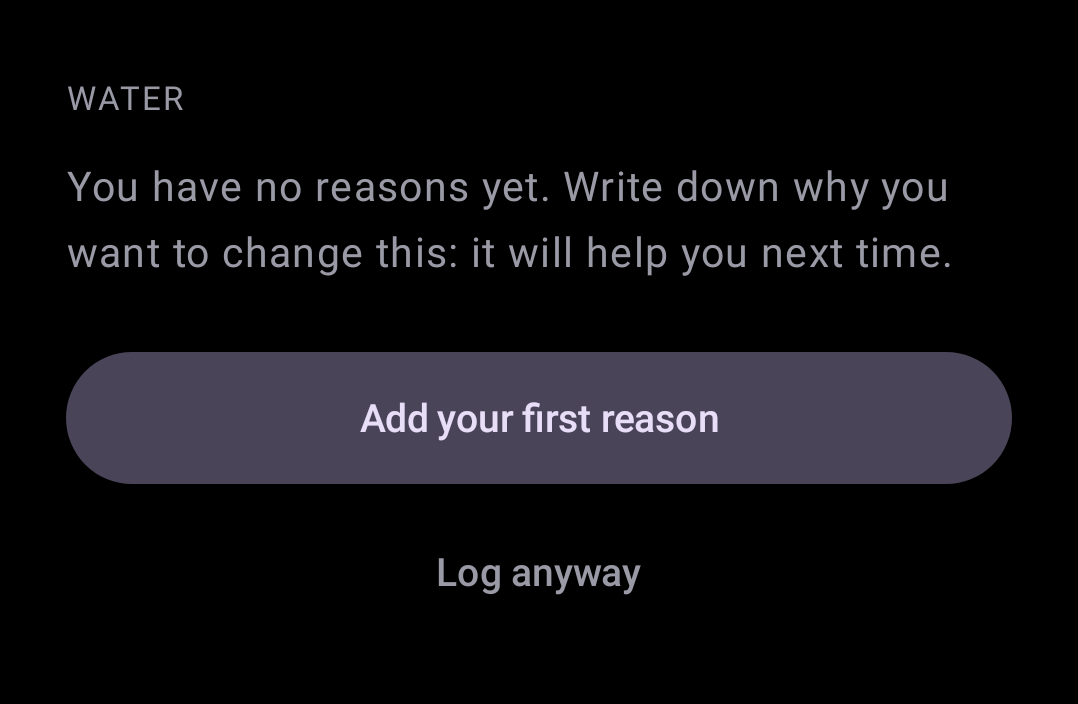 WATER
You have no reasons yet. Write down why you
want to change this: it will help you next time.
Add your first reason
Log anyway